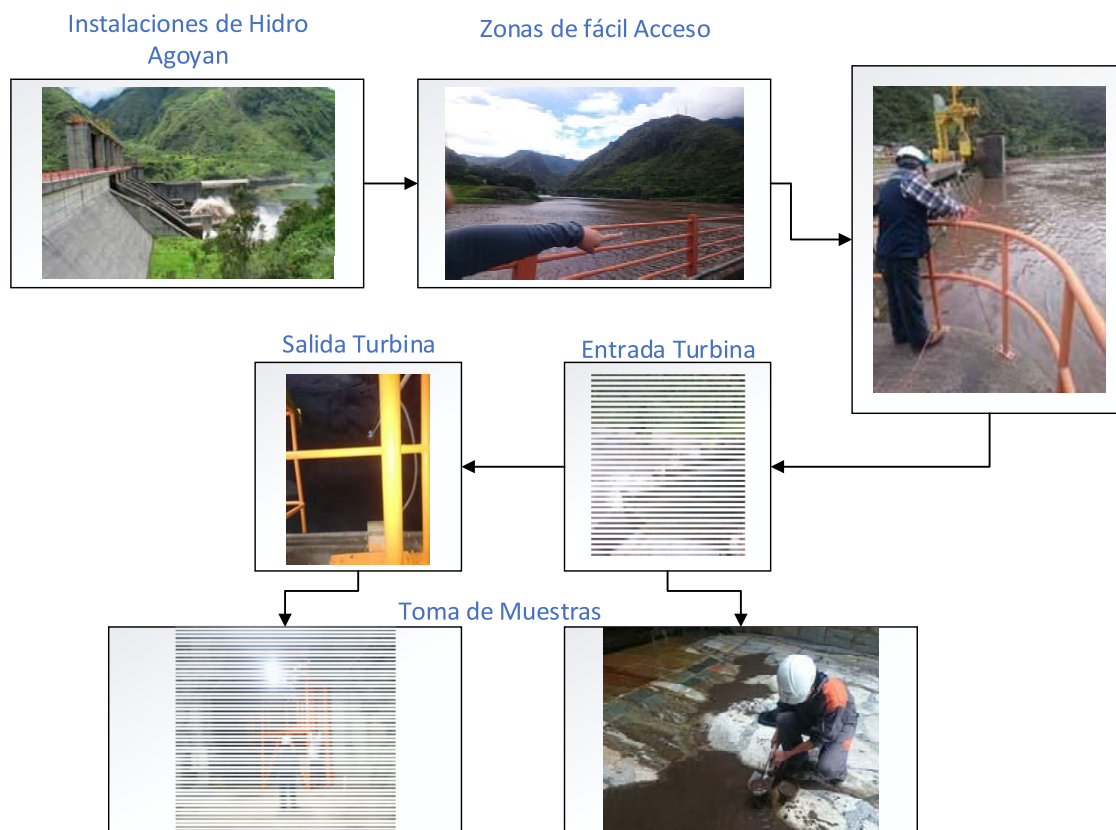 Instalaciones de Hidro
Agoyan
Zonas de fácil Acceso
Salida Turbina
Entrada Turbina
Toma de Muestras